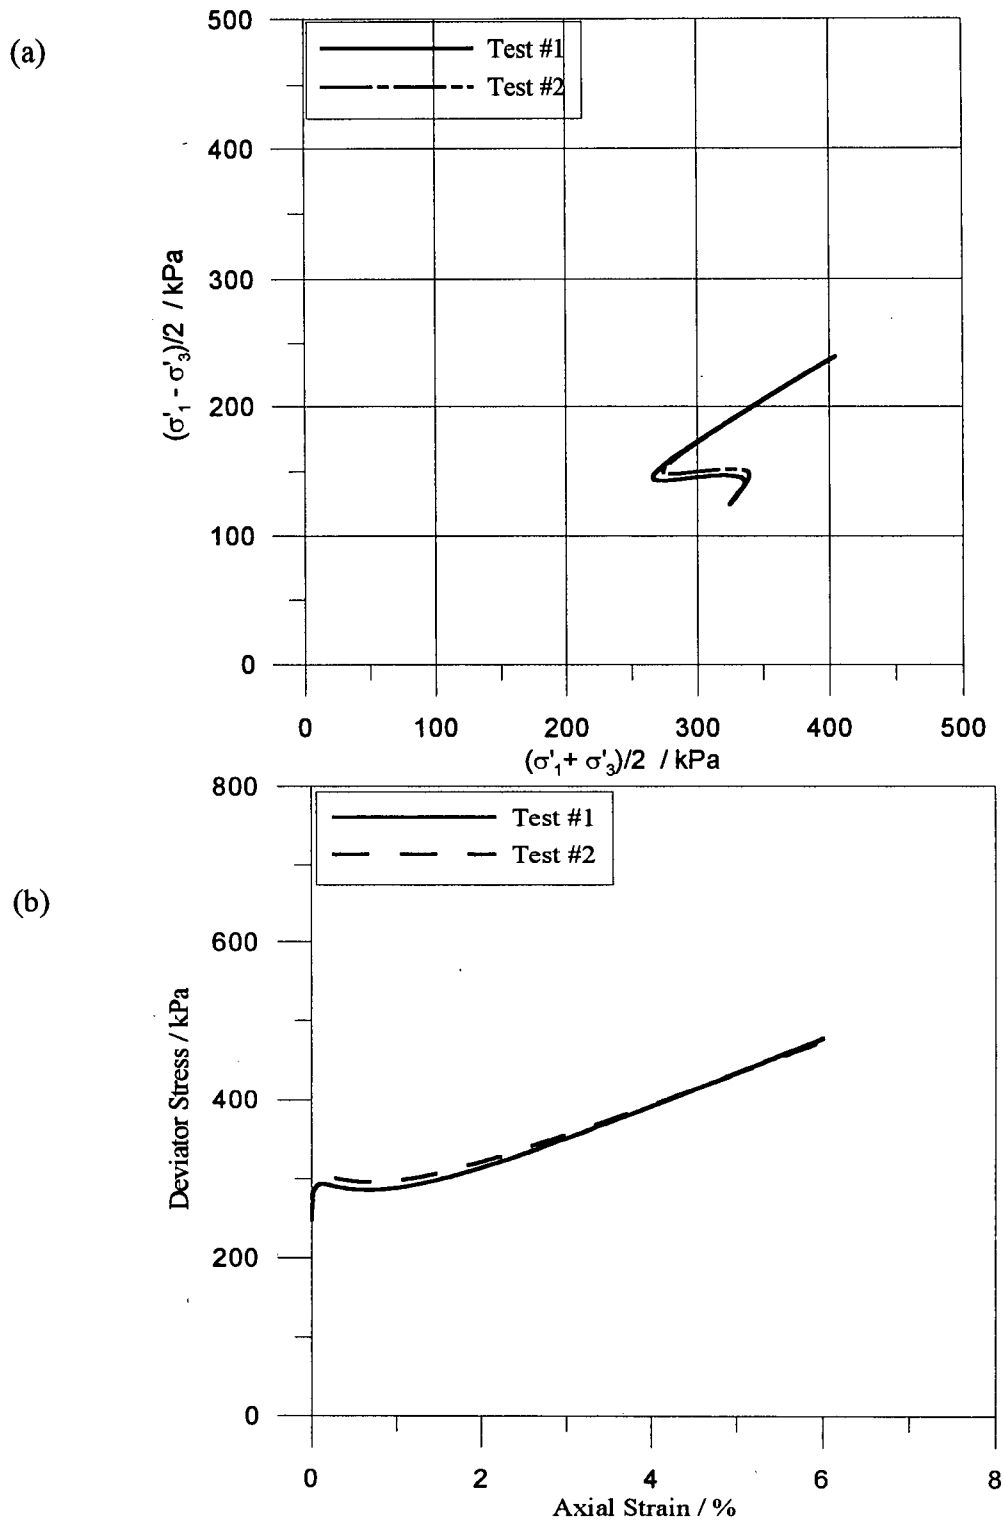 (a)
500
400
300
200
100
0
(σ'₁ - σ'₃)/2 / kPa
Test #1
Test #2
0 100 200 300 400 500
(σ'₁+ σ'₃)/2 / kPa
(b)
800
600
400
200
0
Deviator Stress / kPa
Test #1
Test #2
0 2 4 6 8
Axial Strain / %